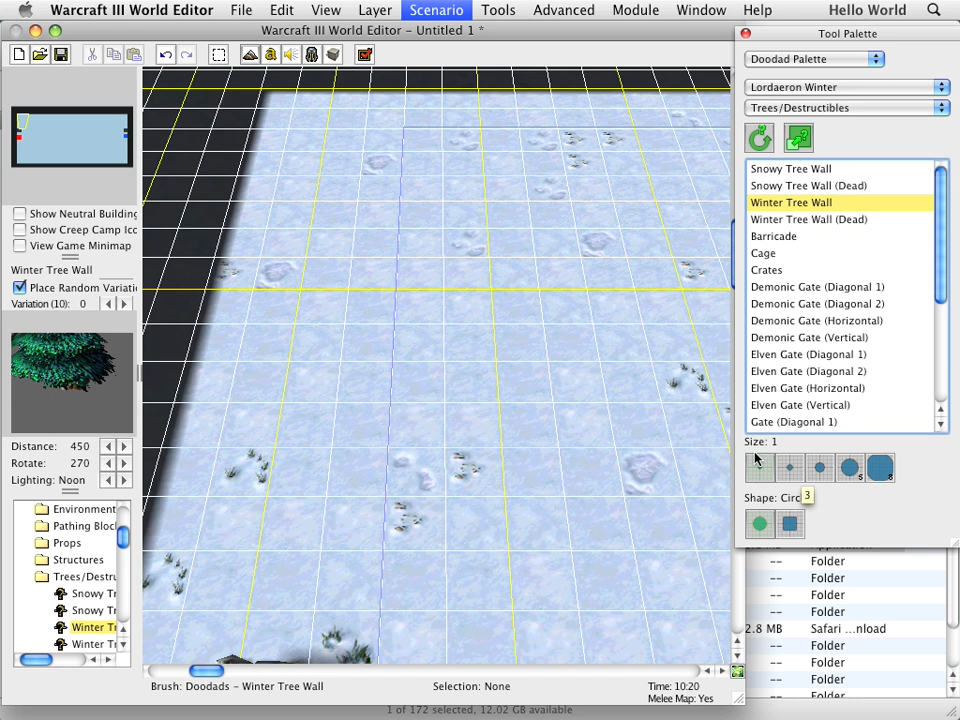 Warcraft III World Editor File Edit View Layer Scenario Tools Advanced Module Window Help Hello World
Warcraft III World Editor - Untitled 1 *
Tool Palette
Doodad Palette
Lordaeron Winter
Trees/Destructibles
Snowy Tree Wall
Snowy Tree Wall (Dead)
Winter Tree Wall
Winter Tree Wall (Dead)
Barricade
Cage
Crates
Demonic Gate (Diagonal 1)
Demonic Gate (Diagonal 2)
Demonic Gate (Horizontal)
Demonic Gate (Vertical)
Elven Gate (Diagonal 1)
Elven Gate (Diagonal 2)
Elven Gate (Horizontal)
Elven Gate (Vertical)
Gate (Diagonal 1)
Size: 1
5 8
Shape: Circ
3
Show Neutral Building
Show Creep Camp Ico
View Game Minimap
Winter Tree Wall
Place Random Variati
Variation (10): 0
Distance: 450
Rotate: 270
Lighting: Noon
Environment
Pathing Block
Props
Structures
Trees/Destru
Snowy Tr
Snowy Tr
Winter Tr
Winter Tr
Brush: Doodads - Winter Tree Wall
Selection: None
Time: 10:20
Melee Map: Yes
-- Folder
-- Folder
-- Folder
-- Folder
2.8 MB Safari ...nload
-- Folder
-- Folder
-- Folder
-- Folder
1 of 172 selected, 12.02 GB available